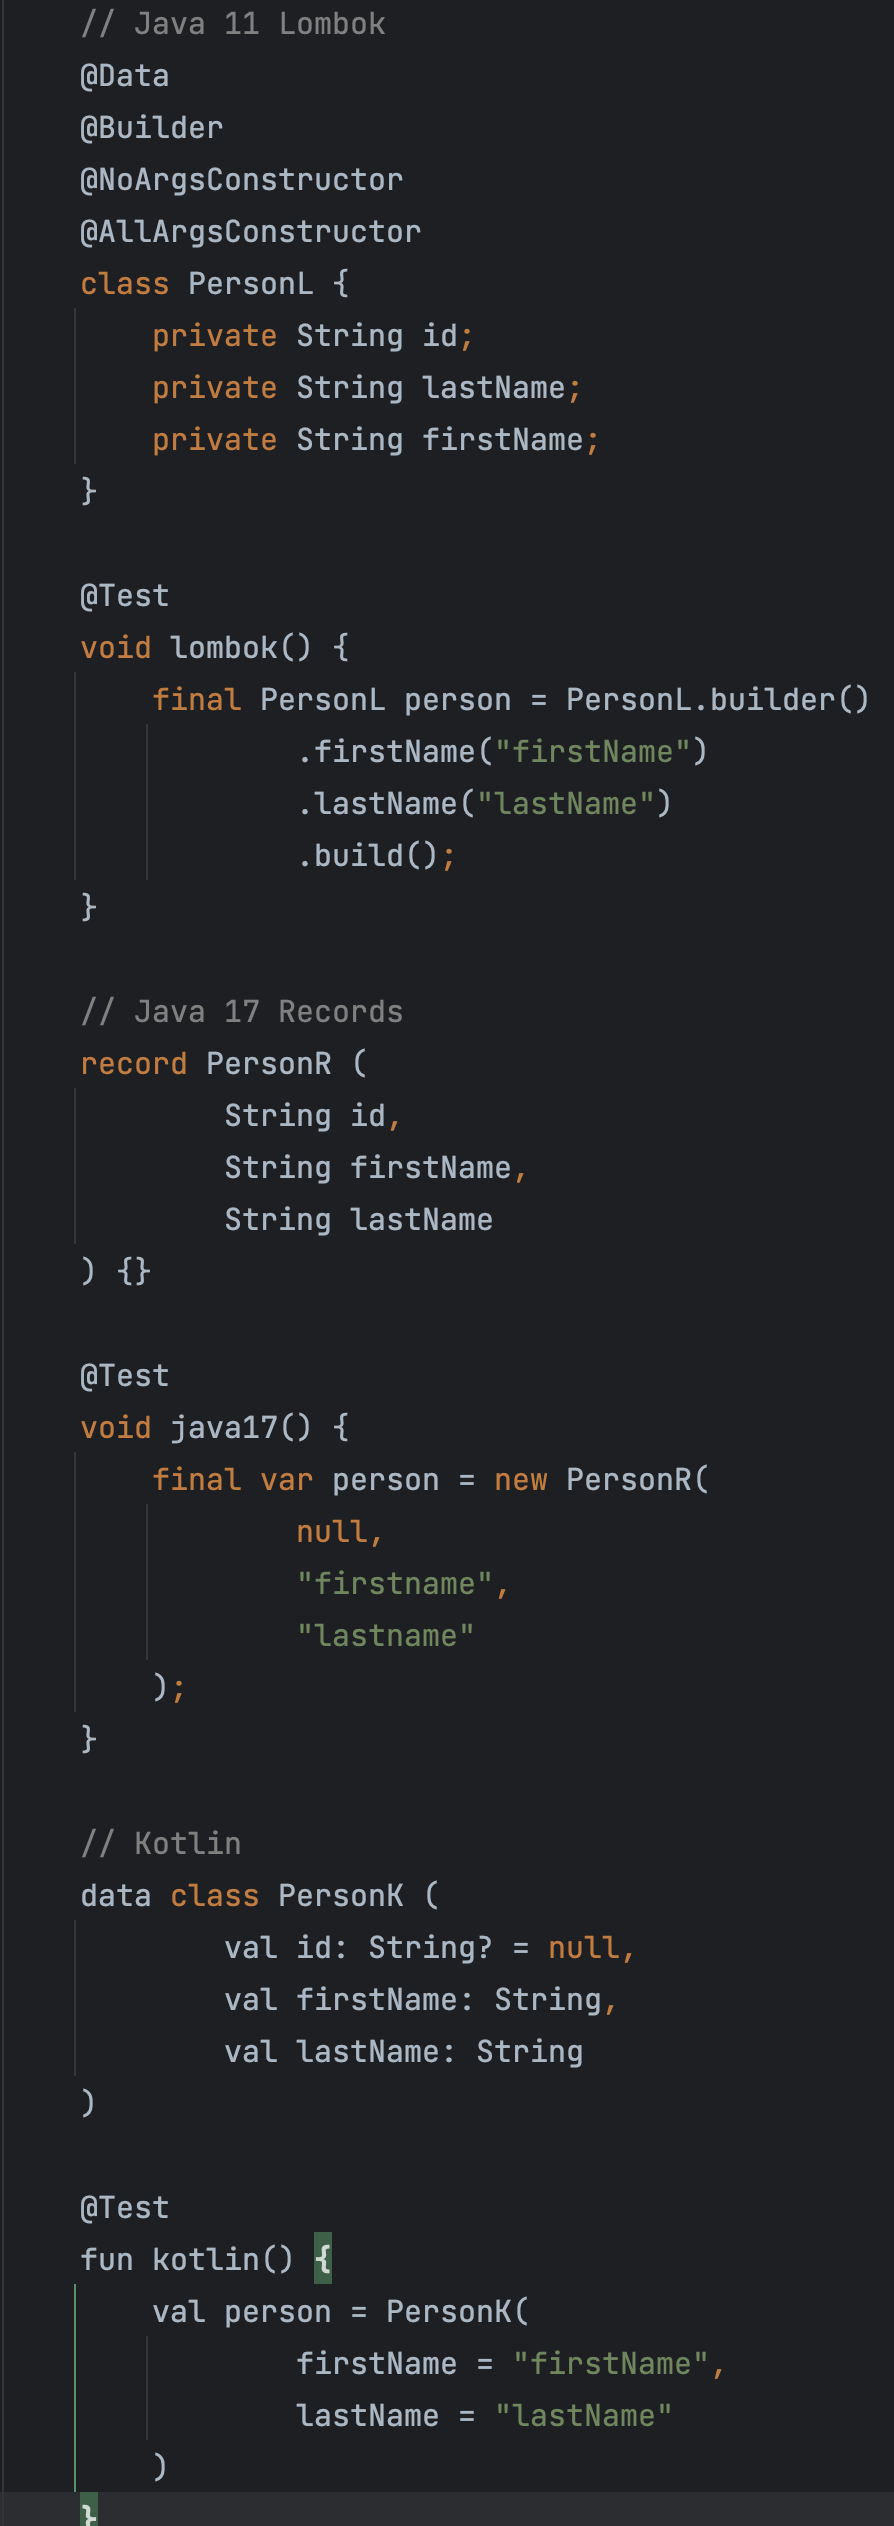 // Java 11 Lombok
@Data
@Builder
@NoArgsConstructor
@AllArgsConstructor
class PersonL {
    private String id;
    private String lastName;
    private String firstName;
}

@Test
void lombok() {
    final PersonL person = PersonL.builder()
            .firstName("firstName")
            .lastName("lastName")
            .build();
}

// Java 17 Records
record PersonR (
        String id,
        String firstName,
        String lastName
) {}

@Test
void java17() {
    final var person = new PersonR(
            null,
            "firstname",
            "lastname"
    );
}

// Kotlin
data class PersonK (
        val id: String? = null,
        val firstName: String,
        val lastName: String
)

@Test
fun kotlin() {
    val person = PersonK(
            firstName = "firstName",
            lastName = "lastName"
    )
}